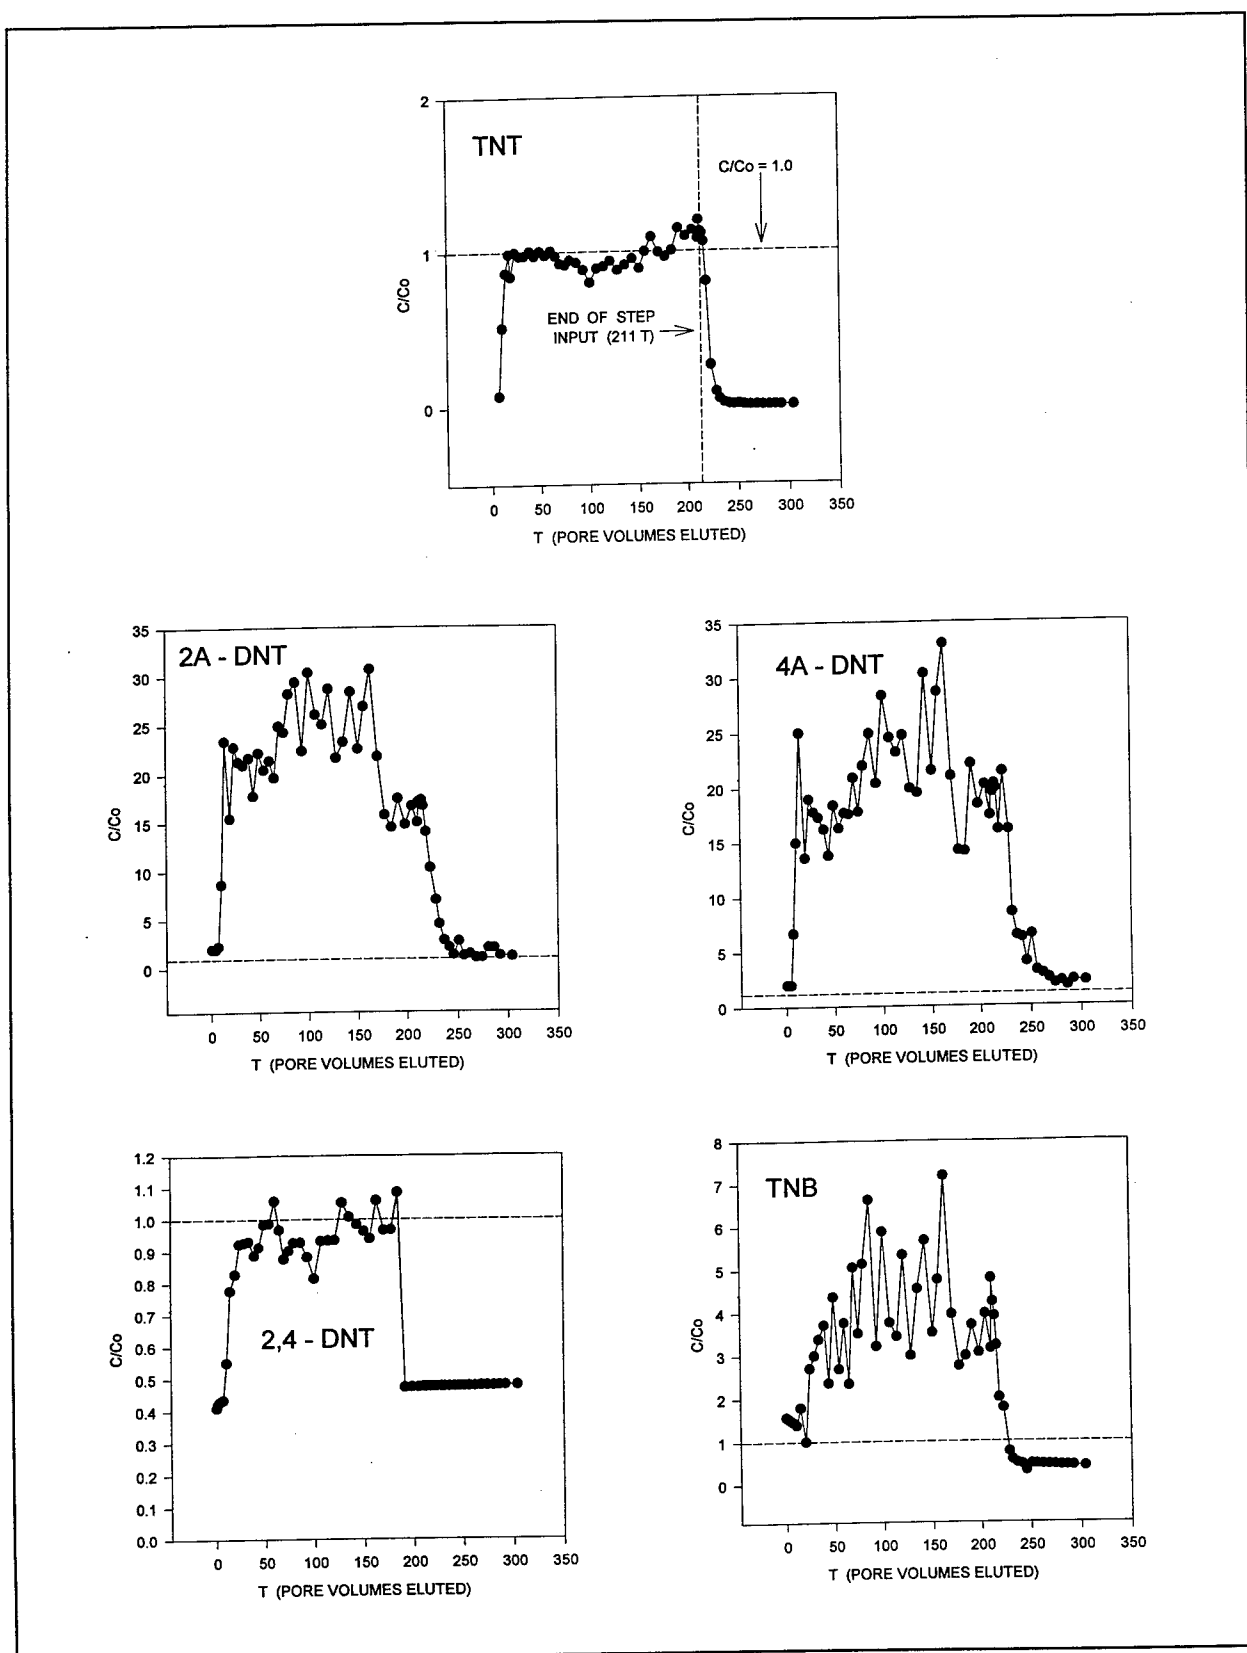 2
TNT
C/Co = 1.0
1
C/Co
END OF STEP
INPUT (211 T)
0
0 50 100 150 200 250 300 350
T (PORE VOLUMES ELUTED)
35
2A - DNT
30
25
20
C/Co
15
10
5
0
0 50 100 150 200 250 300 350
T (PORE VOLUMES ELUTED)
35
4A - DNT
30
25
20
C/Co
15
10
5
0
0 50 100 150 200 250 300 350
T (PORE VOLUMES ELUTED)
1.2
1.1
1.0
0.9
0.8
0.7
C/Co
0.6
2,4 - DNT
0.5
0.4
0.3
0.2
0.1
0.0
0 50 100 150 200 250 300 350
T (PORE VOLUMES ELUTED)
8
7
TNB
6
5
4
C/Co
3
2
1
0
0 50 100 150 200 250 300 350
T (PORE VOLUMES ELUTED)